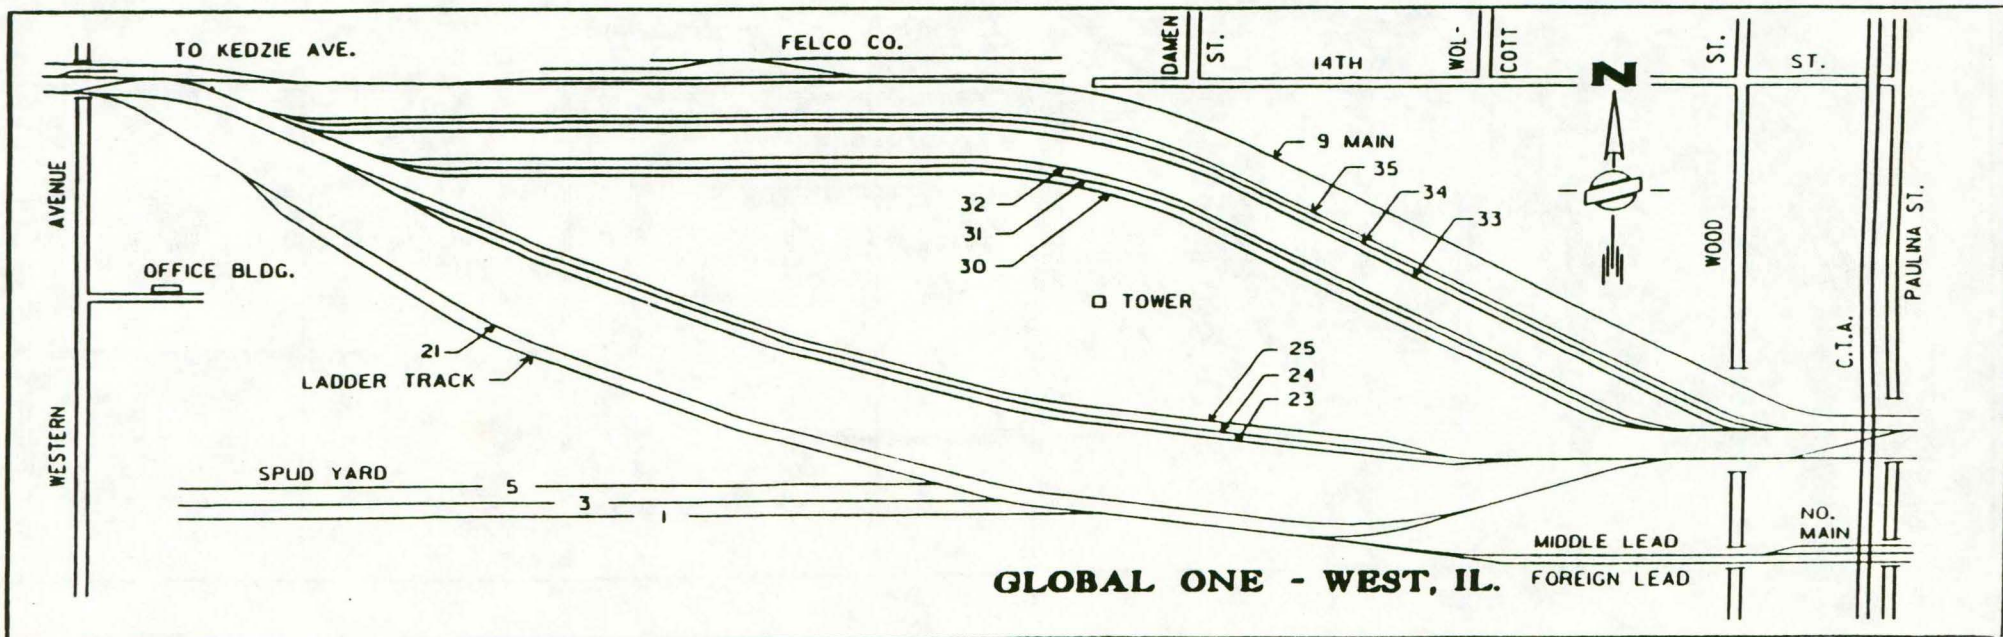 TO KEDZIE AVE.
FELCO CO.
DAMEN
ST.
14TH
WOL-
COTT
N
ST.
ST.
9 MAIN
35
34
33
AVENUE
WOOD
PAULINA ST.
32
31
30
OFFICE BLDG.
TOWER
C.T.A.
21
LADDER TRACK
25
24
23
WESTERN
SPUD YARD
5
3
1
NO.
MAIN
MIDDLE LEAD
FOREIGN LEAD
GLOBAL ONE - WEST, IL.